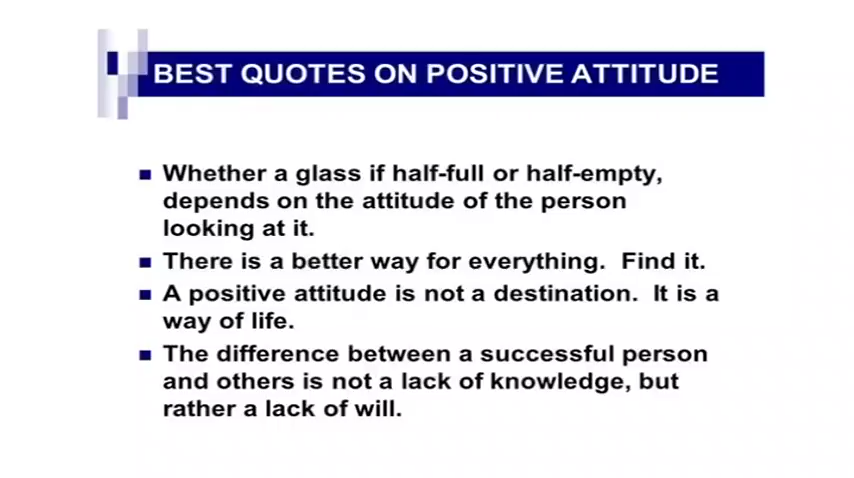 BEST QUOTES ON POSITIVE ATTITUDE
Whether a glass if half-full or half-empty,
depends on the attitude of the person
looking at it.
There is a better way for everything.  Find it.
A positive attitude is not a destination.  It is a
way of life.
The difference between a successful person
and others is not a lack of knowledge, but
rather a lack of will.